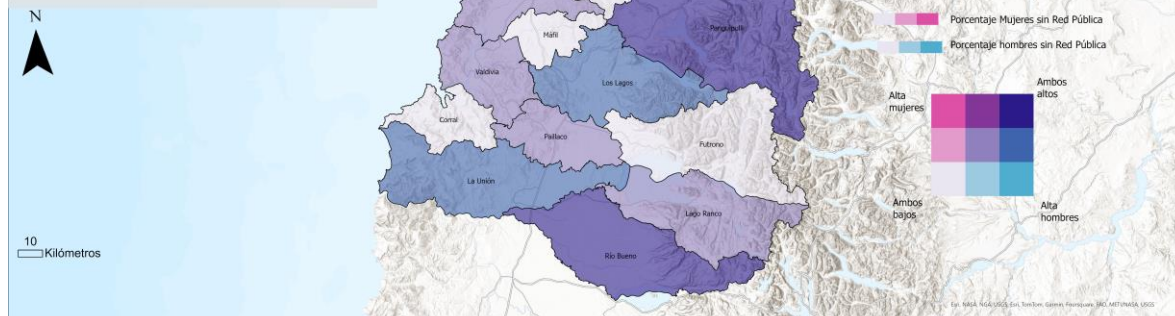 N
Máfil
Panguipulli
Valdivia
Los Lagos
Corral
Paillaco
Futrono
La Unión
Lago Ranco
Río Bueno
10
Kilómetros
Porcentaje Mujeres sin Red Pública
Porcentaje hombres sin Red Pública
Alta
mujeres
Ambos
altos
Ambos
bajos
Alta
hombres
Esri, NASA, NGA, USGS, Esri, TomTom, Garmin, Foursquare, FAO, METI/NASA, USGS